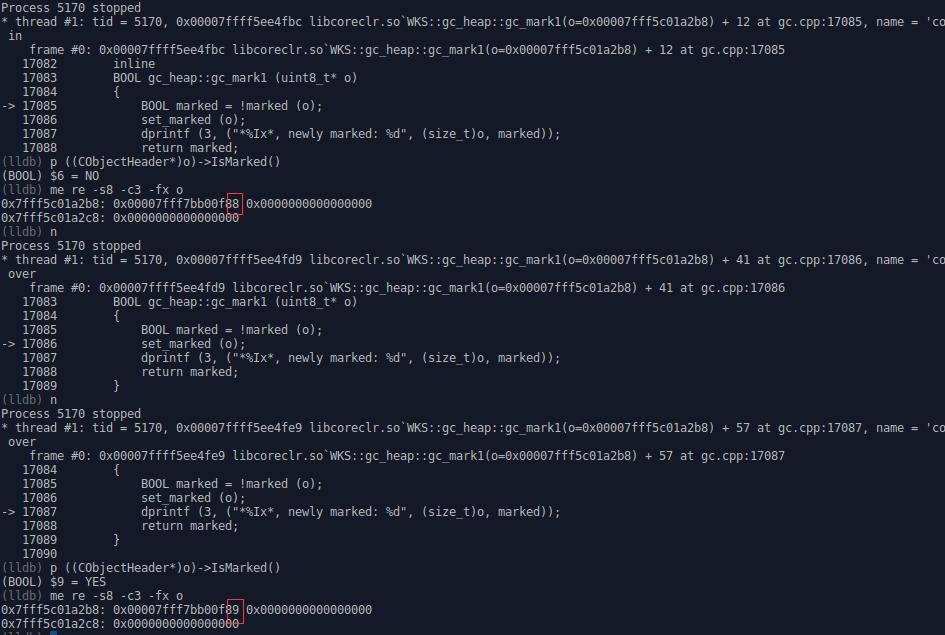 Process 5170 stopped
* thread #1: tid = 5170, 0x00007ffff5ee4fbc libcoreclr.so`WKS::gc_heap::gc_mark1(o=0x00007fff5c01a2b8) + 12 at gc.cpp:17085, name = 'co
in
frame #0: 0x00007ffff5ee4fbc libcoreclr.so`WKS::gc_heap::gc_mark1(o=0x00007fff5c01a2b8) + 12 at gc.cpp:17085
17082 inline
17083 BOOL gc_heap::gc_mark1 (uint8_t* o)
17084 {
-> 17085 BOOL marked = !marked (o);
17086 set_marked (o);
17087 dprintf (3, ("*%Ix*, newly marked: %d", (size_t)o, marked));
17088 return marked;
(lldb) p ((CObjectHeader*)o)->IsMarked()
(BOOL) $6 = NO
(lldb) me re -s8 -c3 -fx o
0x7fff5c01a2b8: 0x00007fff7bb00f88 0x0000000000000000
0x7fff5c01a2c8: 0x0000000000000000
(lldb) n
Process 5170 stopped
* thread #1: tid = 5170, 0x00007ffff5ee4fd9 libcoreclr.so`WKS::gc_heap::gc_mark1(o=0x00007fff5c01a2b8) + 41 at gc.cpp:17086, name = 'co
over
frame #0: 0x00007ffff5ee4fd9 libcoreclr.so`WKS::gc_heap::gc_mark1(o=0x00007fff5c01a2b8) + 41 at gc.cpp:17086
17083 BOOL gc_heap::gc_mark1 (uint8_t* o)
17084 {
17085 BOOL marked = !marked (o);
-> 17086 set_marked (o);
17087 dprintf (3, ("*%Ix*, newly marked: %d", (size_t)o, marked));
17088 return marked;
17089 }
(lldb) n
Process 5170 stopped
* thread #1: tid = 5170, 0x00007ffff5ee4fe9 libcoreclr.so`WKS::gc_heap::gc_mark1(o=0x00007fff5c01a2b8) + 57 at gc.cpp:17087, name = 'co
over
frame #0: 0x00007ffff5ee4fe9 libcoreclr.so`WKS::gc_heap::gc_mark1(o=0x00007fff5c01a2b8) + 57 at gc.cpp:17087
17084 {
17085 BOOL marked = !marked (o);
17086 set_marked (o);
-> 17087 dprintf (3, ("*%Ix*, newly marked: %d", (size_t)o, marked));
17088 return marked;
17089 }
17090
(lldb) p ((CObjectHeader*)o)->IsMarked()
(BOOL) $9 = YES
(lldb) me re -s8 -c3 -fx o
0x7fff5c01a2b8: 0x00007fff7bb00f89 0x0000000000000000
0x7fff5c01a2c8: 0x0000000000000000
(lldb)